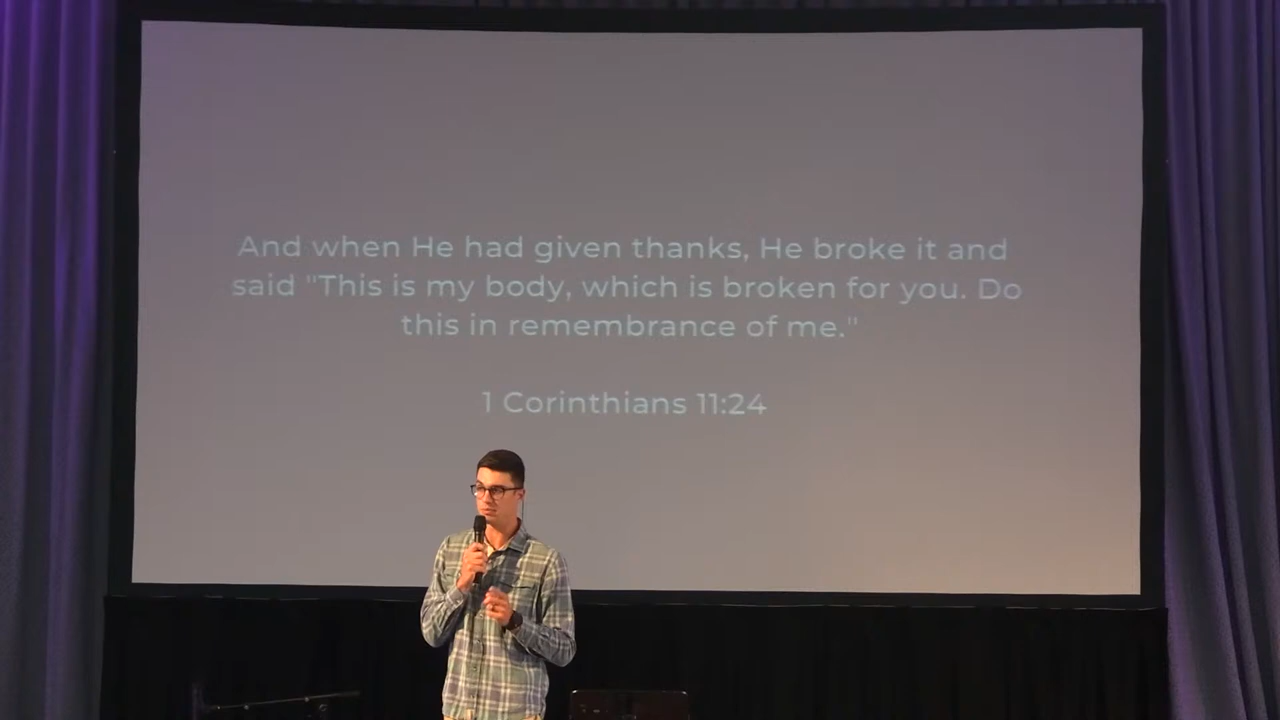 And when He had given thanks, He broke it and
said "This is my body, which is broken for you. Do
this in remembrance of me."
1 Corinthians 11:24